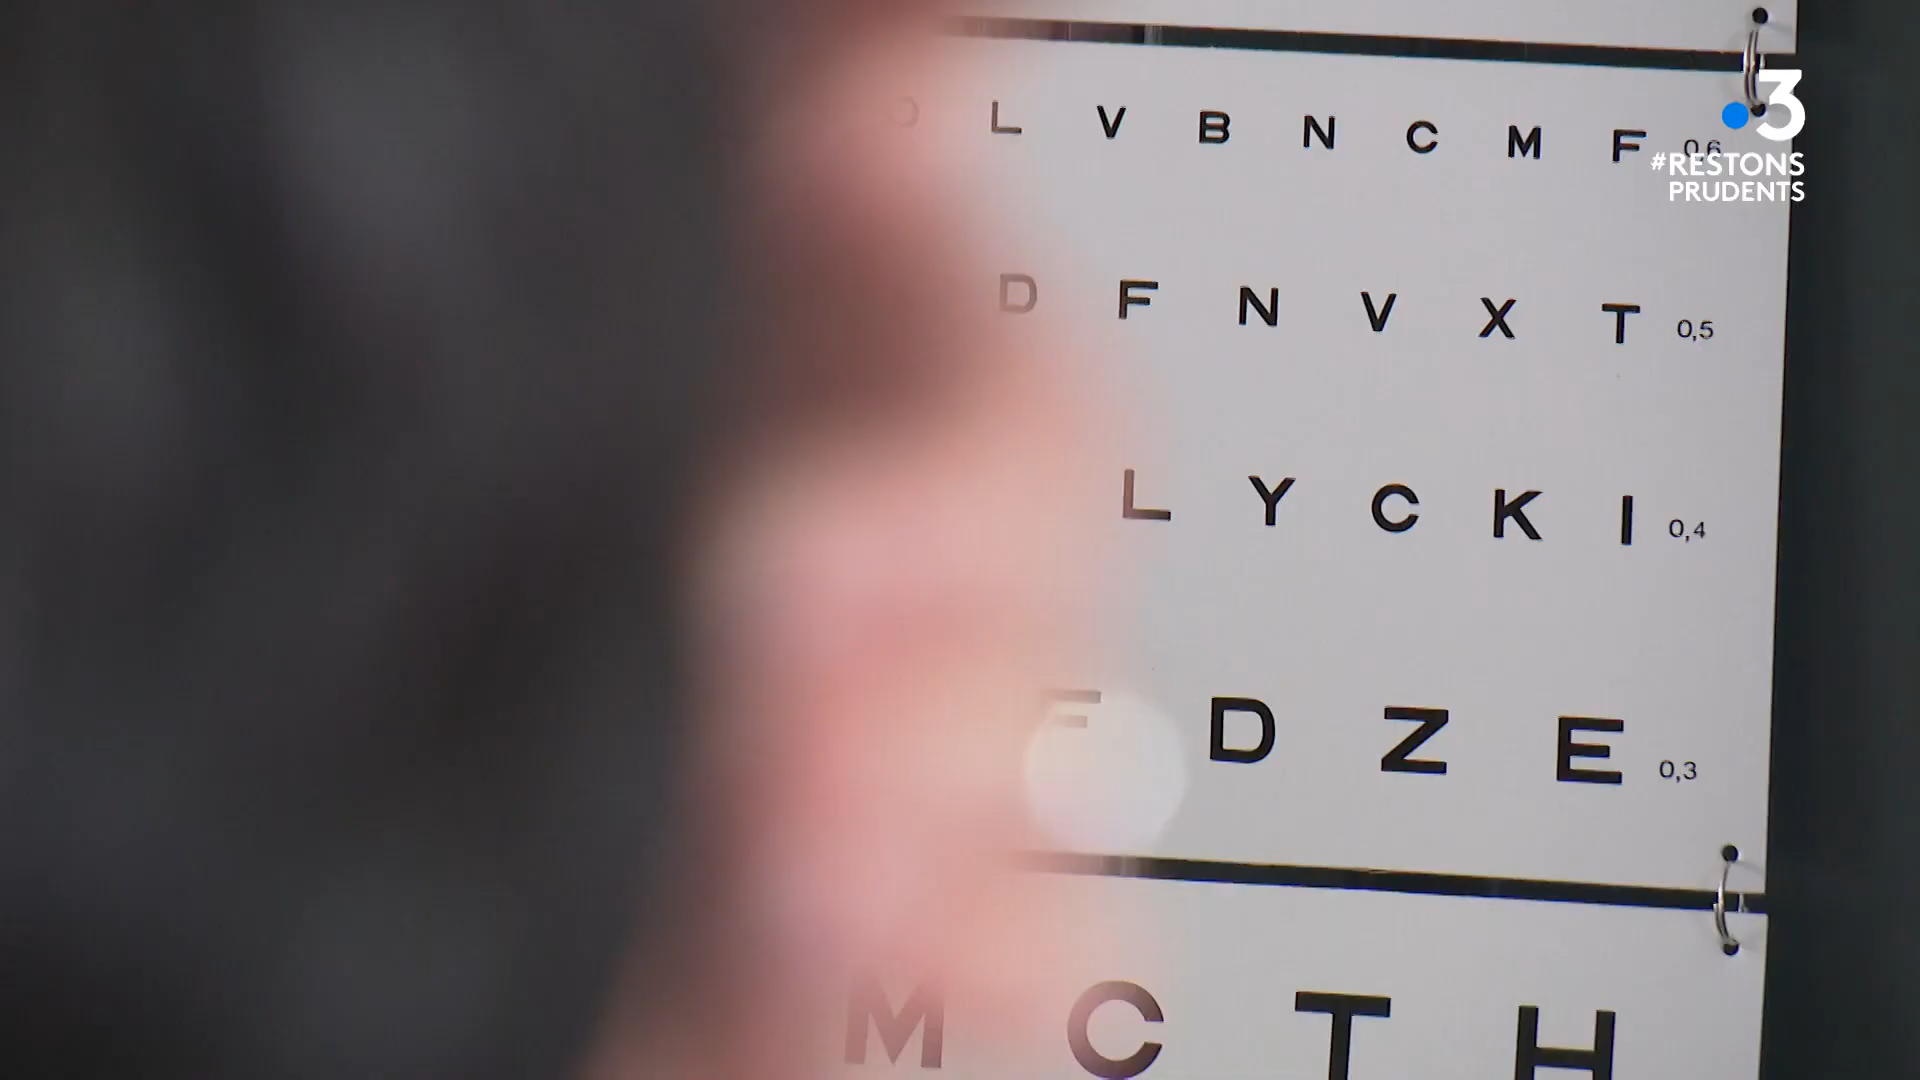 L V B N C M F 0,6
3
#RESTONS
PRUDENTS
D F N V X T 0,5
L Y C K I 0,4
F D Z E 0,3
M C T H